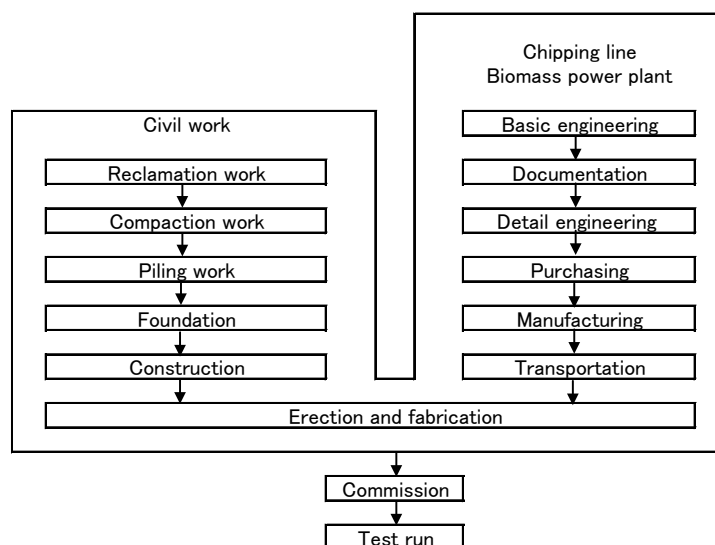 Chipping line
Biomass power plant
Civil work
Basic engineering
Reclamation work
Documentation
Compaction work
Detail engineering
Piling work
Purchasing
Foundation
Manufacturing
Construction
Transportation
Erection and fabrication
Commission
Test run